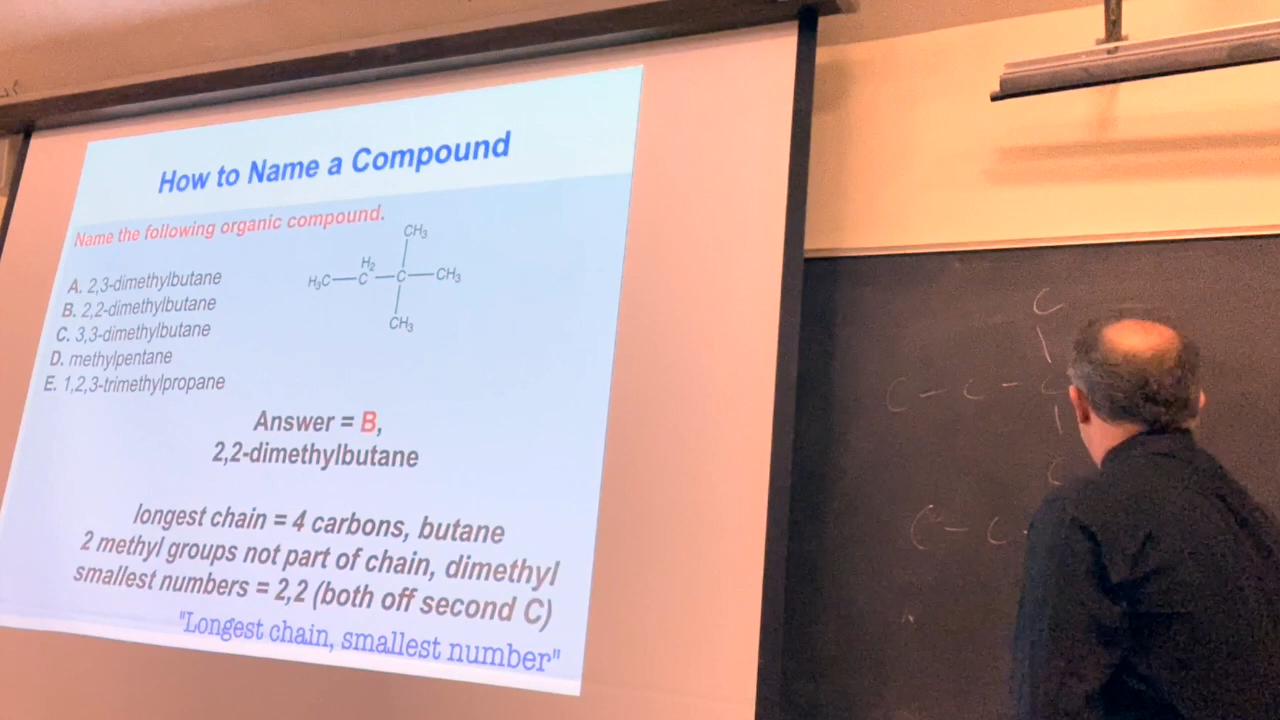 How to Name a Compound
Name the following organic compound.
A. 2,3-dimethylbutane
B. 2,2-dimethylbutane
C. 3,3-dimethylbutane
D. methylpentane
E. 1,2,3-trimethylpropane
CH₃
H₂
H₃C—C—C—CH₃
CH₃
Answer = B,
2,2-dimethylbutane
longest chain = 4 carbons, butane
2 methyl groups not part of chain, dimethyl
smallest numbers = 2,2 (both off second C)
"Longest chain, smallest number"
C
C - C - C
C
C - C